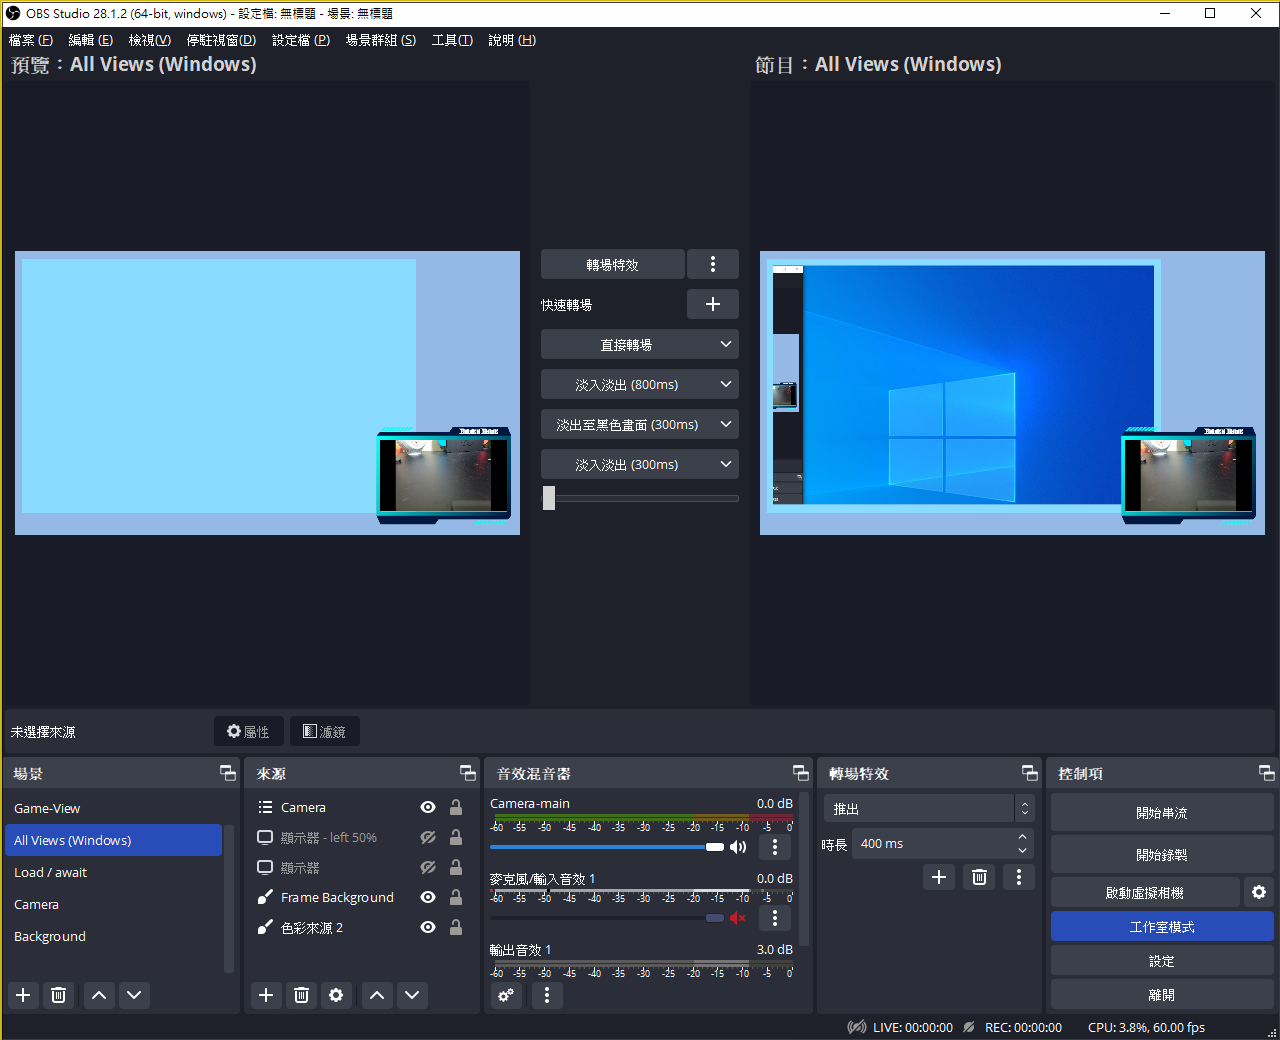 OBS Studio 28.1.2 (64-bit, windows) - 設定檔: 無標題 - 場景: 無標題
檔案 (F) 編輯 (E) 檢視(V) 停駐視窗(D) 設定檔 (P) 場景群組 (S) 工具(T) 說明 (H)
預覽：All Views (Windows)
節目：All Views (Windows)
轉場特效
快速轉場
直接轉場
淡入淡出 (800ms)
淡出至黑色畫面 (300ms)
淡入淡出 (300ms)
未選擇來源
屬性
濾鏡
場景
Game-View
All Views (Windows)
Load / await
Camera
Background
來源
Camera
顯示器 - left 50%
顯示器
Frame Background
色彩來源 2
音效混音器
Camera-main 0.0 dB
-60 -55 -50 -45 -40 -35 -30 -25 -20 -15 -10 -5 0
麥克風/輸入音效 1 0.0 dB
-60 -55 -50 -45 -40 -35 -30 -25 -20 -15 -10 -5 0
輸出音效 1 3.0 dB
-60 -55 -50 -45 -40 -35 -30 -25 -20 -15 -10 -5 0
轉場特效
推出
時長 400 ms
控制項
開始串流
開始錄製
啟動虛擬相機
工作室模式
設定
離開
LIVE: 00:00:00 REC: 00:00:00 CPU: 3.8%, 60.00 fps